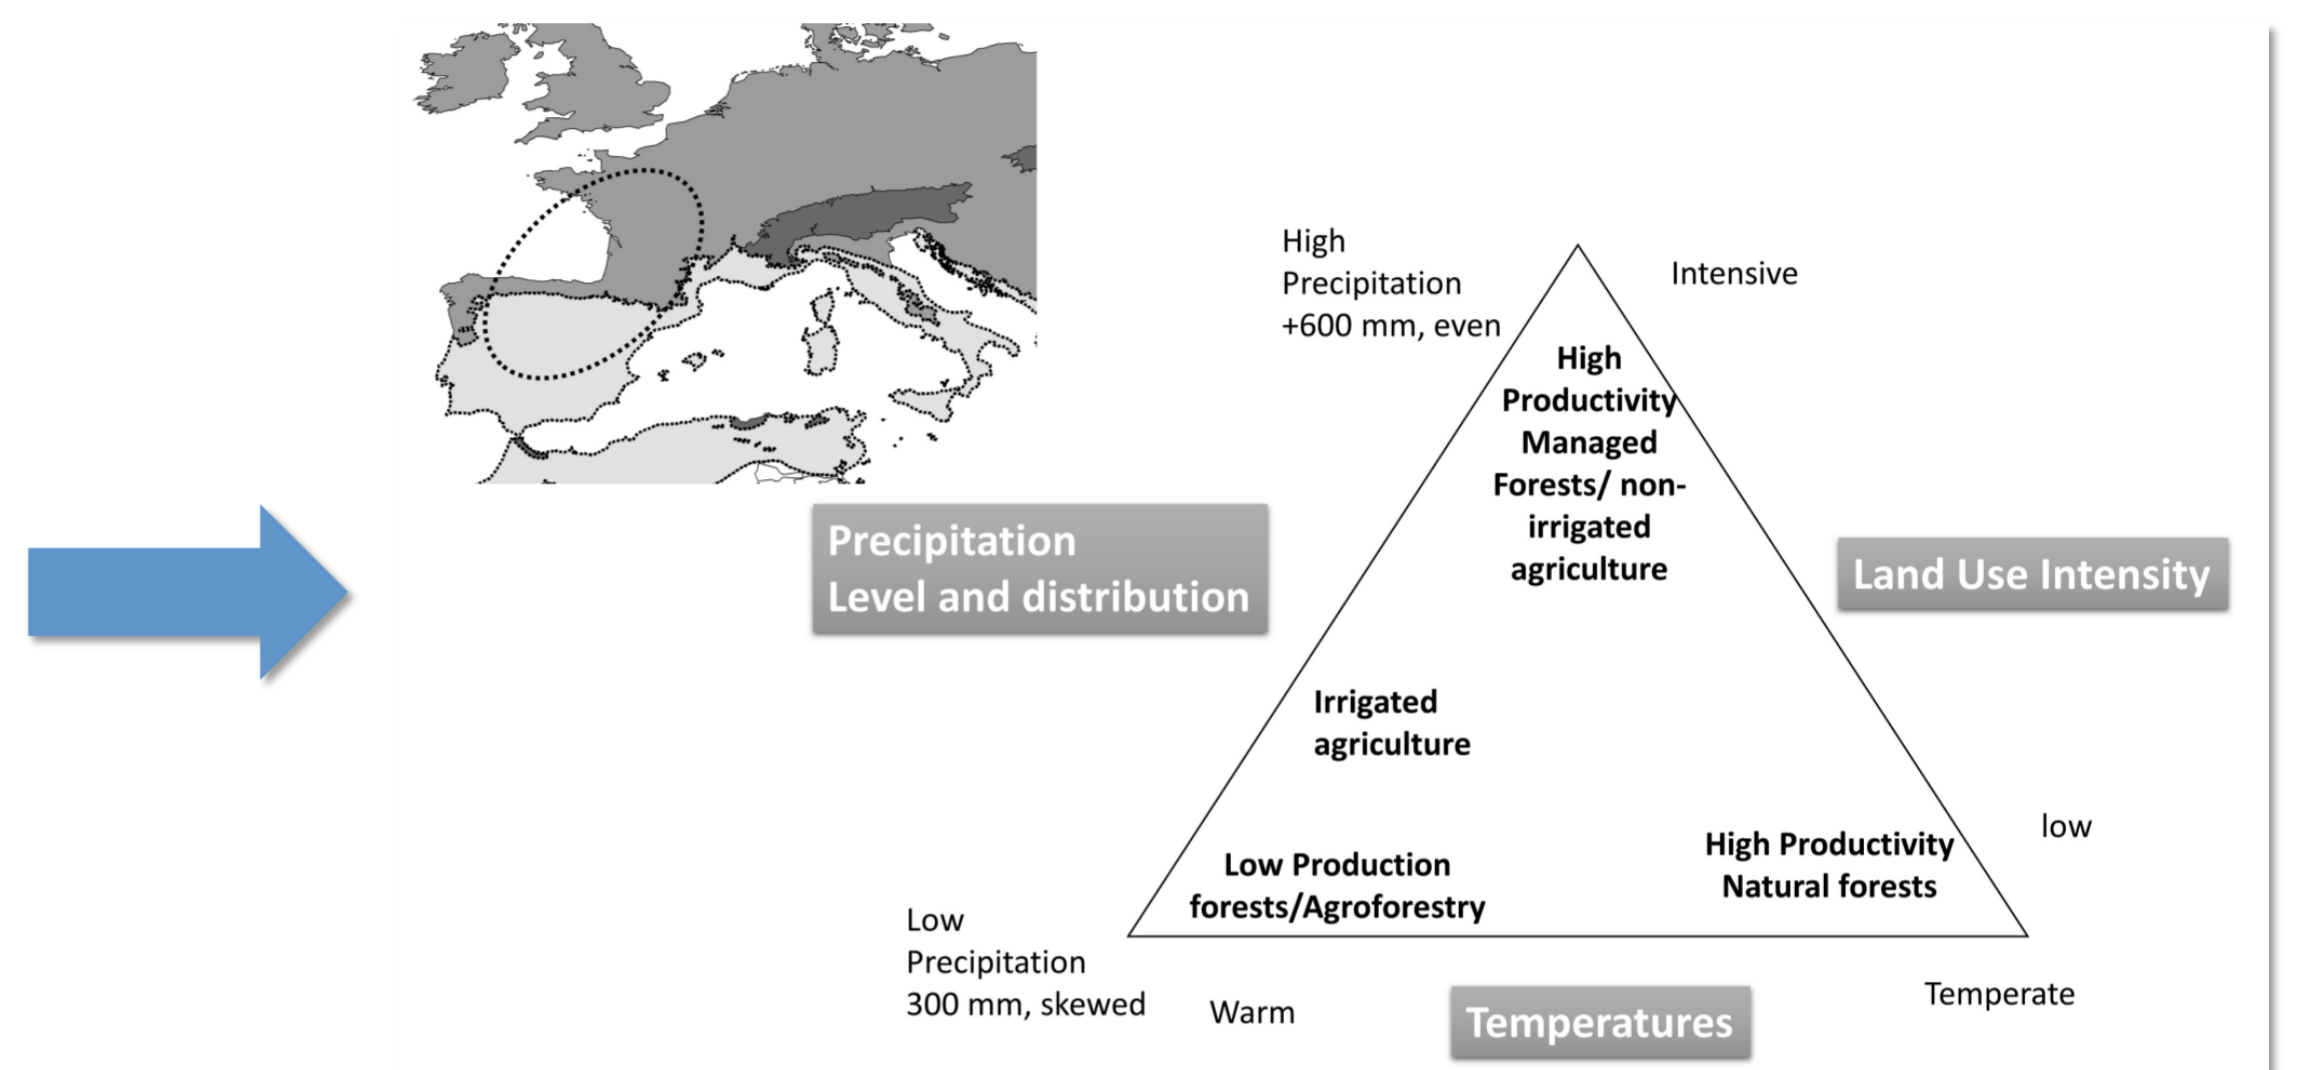 High
Precipitation
+600 mm, even
Intensive
High
Productivity
Managed
Forests/ non-
irrigated
agriculture
Precipitation
Level and distribution
Land Use Intensity
Irrigated
agriculture
low
High Productivity
Natural forests
Low Production
forests/Agroforestry
Low
Precipitation
300 mm, skewed
Warm
Temperatures
Temperate